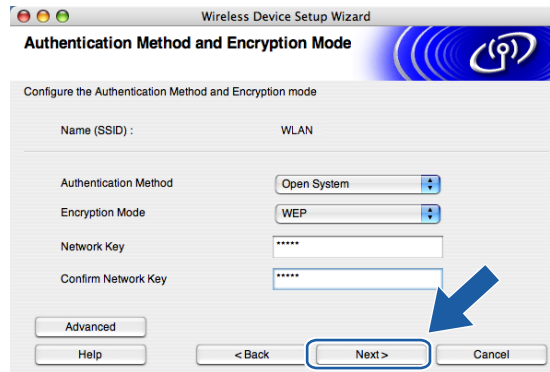 Wireless Device Setup Wizard
Authentication Method and Encryption Mode
Configure the Authentication Method and Encryption mode
Name (SSID) : WLAN
Authentication Method Open System
Encryption Mode WEP
Network Key *****
Confirm Network Key *****
Advanced
Help < Back Next > Cancel